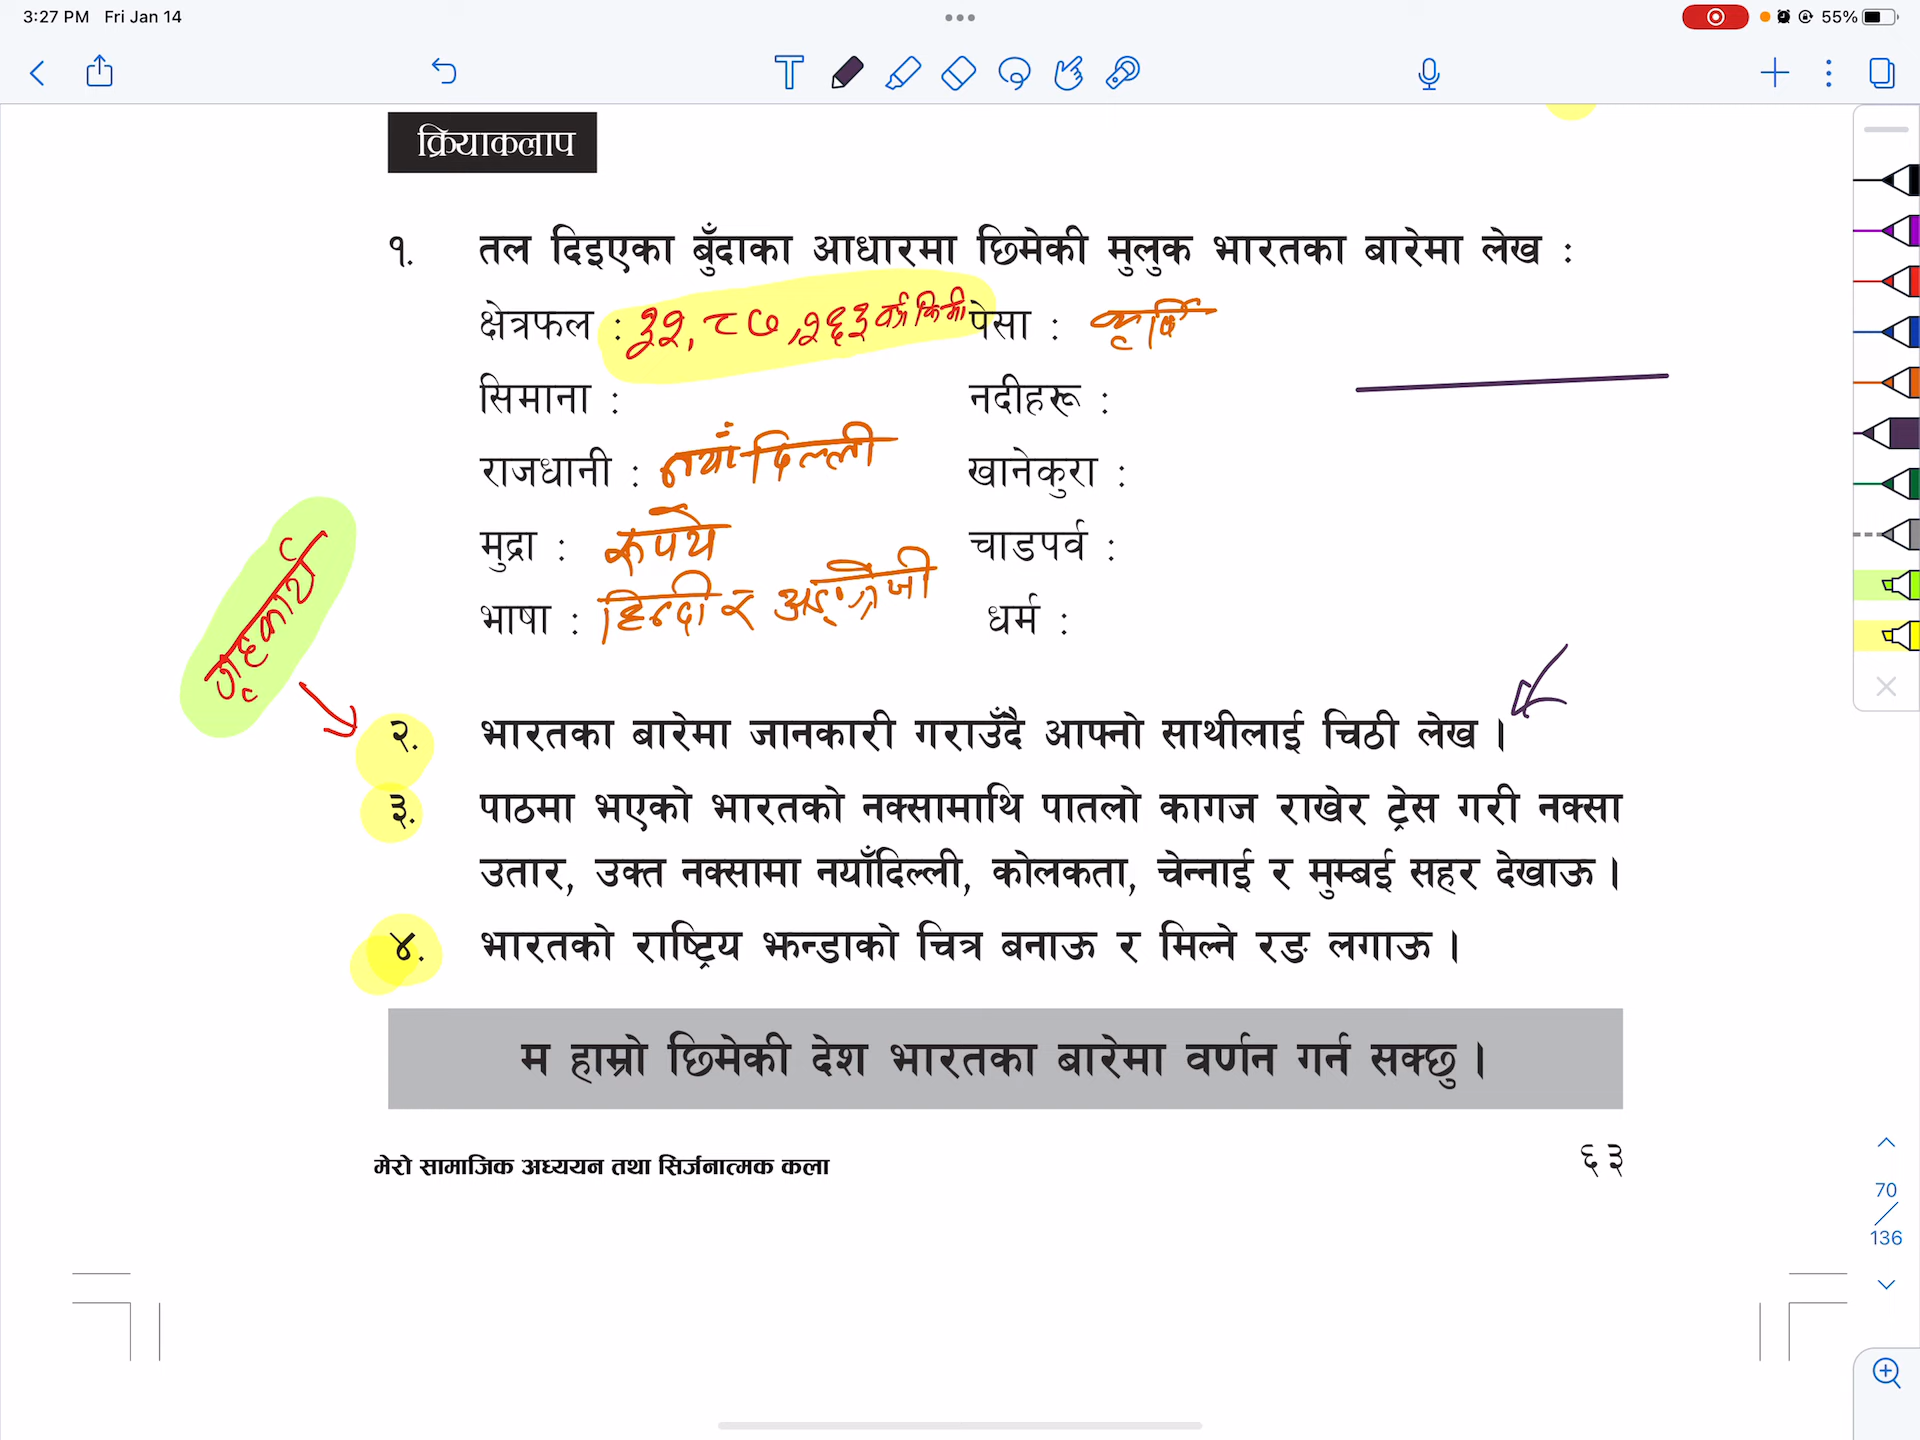 3:27 PM Fri Jan 14
55%
क्रियाकलाप
१. तल दिइएका बुँदाका आधारमा छिमेकी मुलुक भारतका बारेमा लेख :
क्षेत्रफल : ३२,८७,२६३ वर्ग किमी पेसा : कृषि
सिमाना : नदीहरू :
राजधानी : नयाँ दिल्ली खानेकुरा :
मुद्रा : रूपैये चाडपर्व :
भाषा : हिन्दी र अङ्ग्रेजी धर्म :
गृहकार्य
२. भारतका बारेमा जानकारी गराउँदै आफ्नो साथीलाई चिठी लेख ।
३. पाठमा भएको भारतको नक्सामाथि पातलो कागज राखेर ट्रेस गरी नक्सा
उतार, उक्त नक्सामा नयाँदिल्ली, कोलकता, चेन्नाई र मुम्बई सहर देखाऊ ।
४. भारतको राष्ट्रिय झन्डाको चित्र बनाऊ र मिल्ने रङ लगाऊ ।
म हाम्रो छिमेकी देश भारतका बारेमा वर्णन गर्न सक्छु ।
मेरो सामाजिक अध्ययन तथा सिर्जनात्मक कला ६३
70
/
136